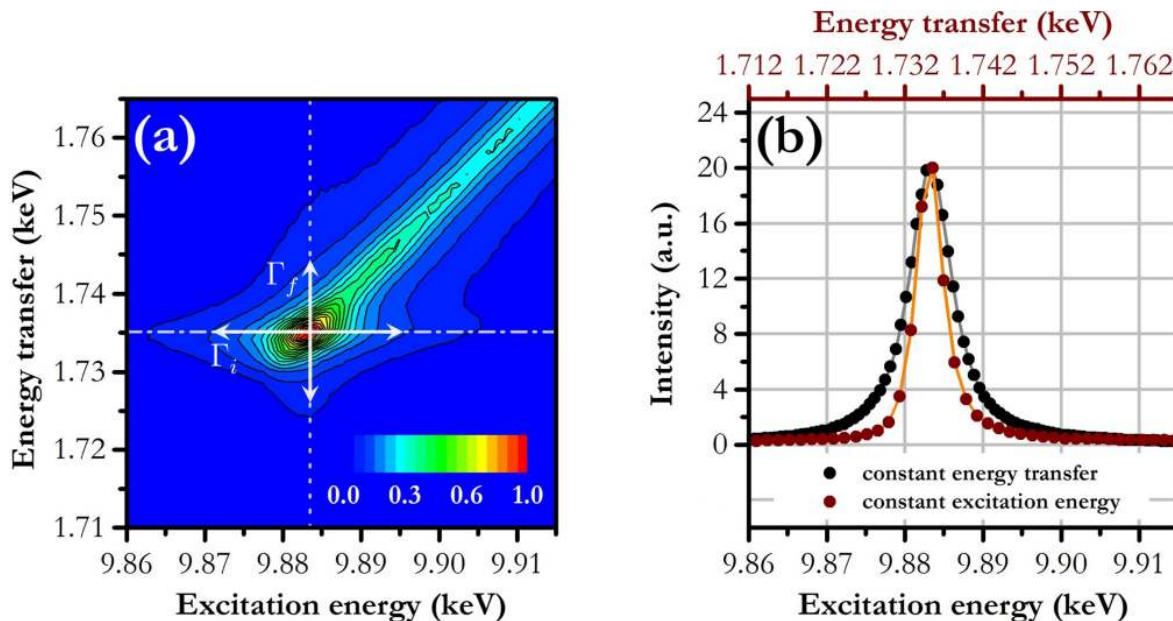 (a)
Energy transfer (keV)
1.76
1.75
1.74
1.73
1.72
1.71
Γf
Γi
0.0 0.3 0.6 1.0
9.86 9.87 9.88 9.89 9.90 9.91
Excitation energy (keV)
Energy transfer (keV)
1.712 1.722 1.732 1.742 1.752 1.762
(b)
Intensity (a.u.)
24
20
16
12
8
4
0
constant energy transfer
constant excitation energy
9.86 9.87 9.88 9.89 9.90 9.91
Excitation energy (keV)